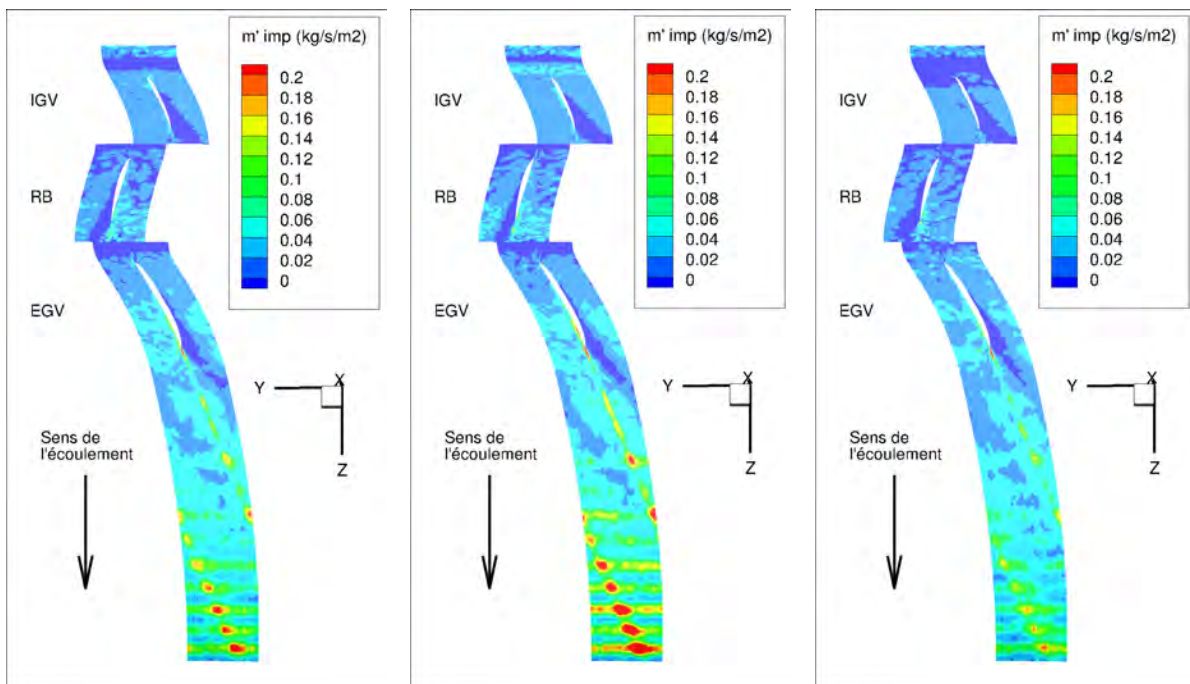 m' imp (kg/s/m2)
0.2
0.18
0.16
0.14
0.12
0.1
0.08
0.06
0.04
0.02
0
IGV
RB
EGV
Y
X
Z
Sens de
l'écoulement
m' imp (kg/s/m2)
0.2
0.18
0.16
0.14
0.12
0.1
0.08
0.06
0.04
0.02
0
IGV
RB
EGV
Y
X
Z
Sens de
l'écoulement
m' imp (kg/s/m2)
0.2
0.18
0.16
0.14
0.12
0.1
0.08
0.06
0.04
0.02
0
IGV
RB
EGV
Y
X
Z
Sens de
l'écoulement